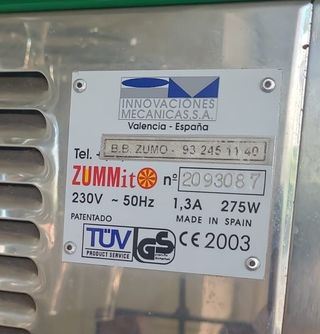 INNOVACIONES
MECANICAS, S.A.
Valencia - España
Tel. B.B. ZUMO - 93 245 11 40
ZUMMit nº 2093087
230V ~ 50Hz 1,3A 275W
PATENTADO MADE IN SPAIN
TÜV GS CE 2003
PRODUCT SERVICE